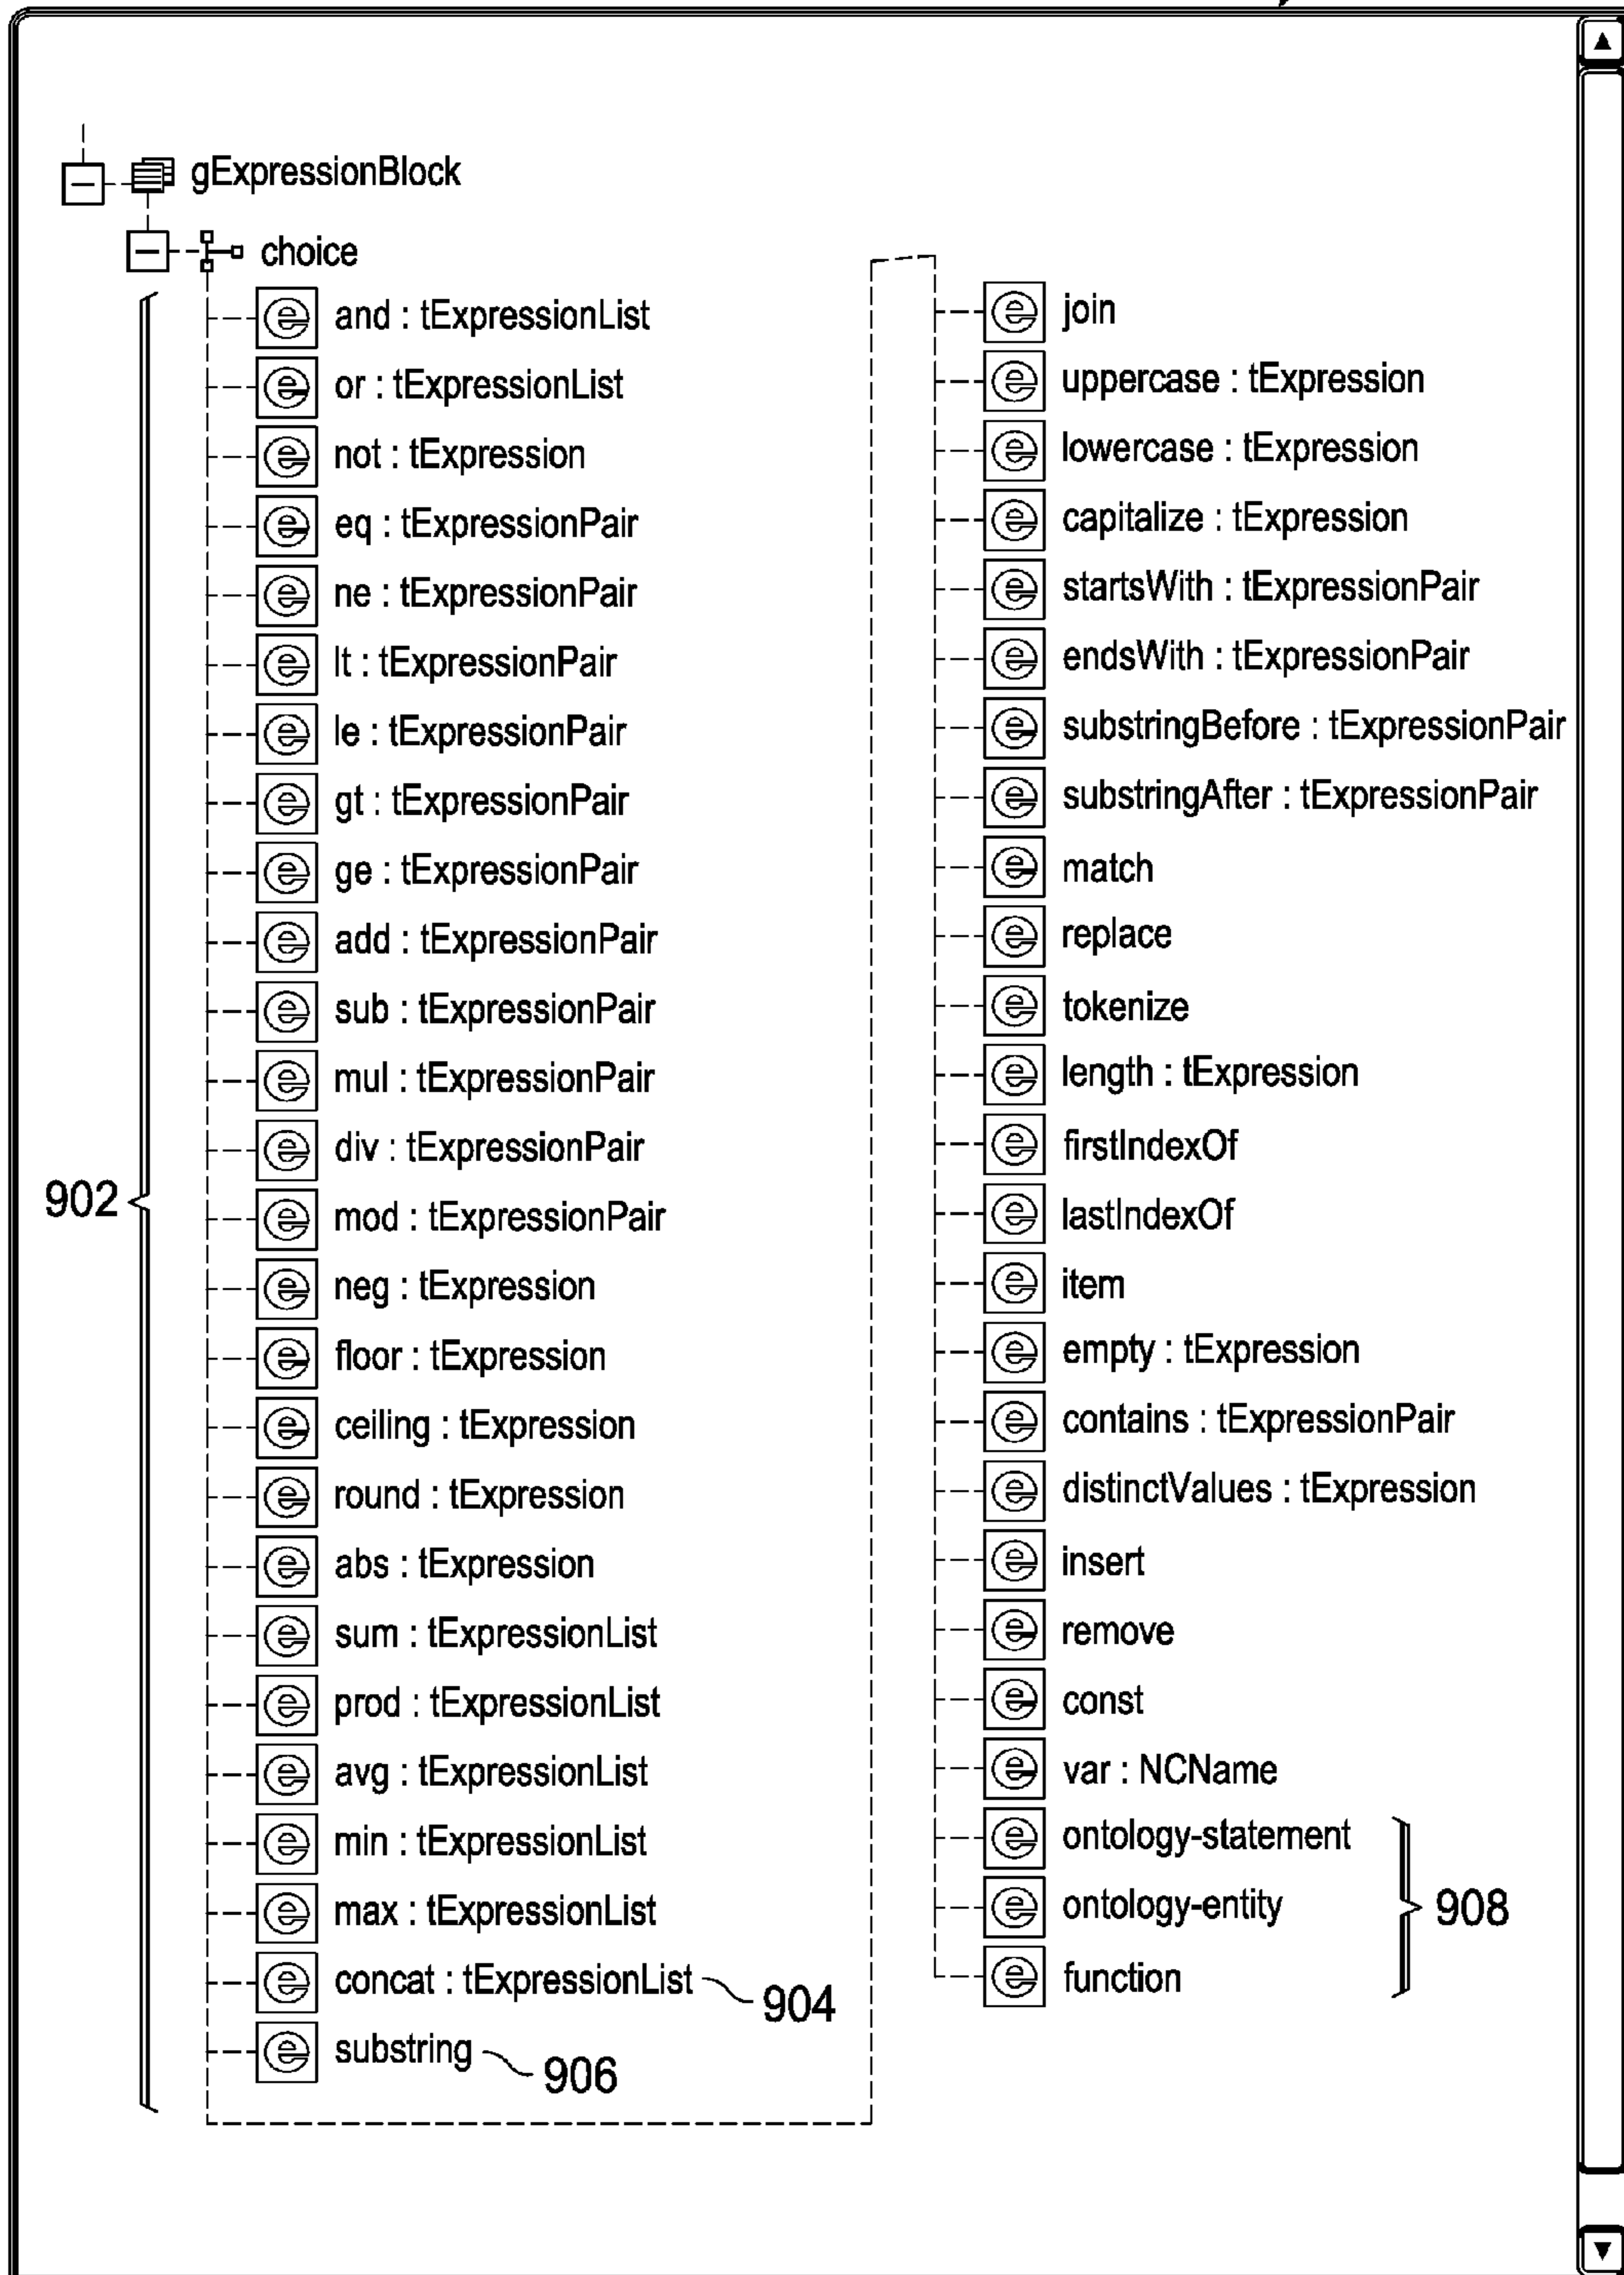 gExpressionBlock
choice
and : tExpressionList
or : tExpressionList
not : tExpression
eq : tExpressionPair
ne : tExpressionPair
lt : tExpressionPair
le : tExpressionPair
gt : tExpressionPair
ge : tExpressionPair
add : tExpressionPair
sub : tExpressionPair
mul : tExpressionPair
div : tExpressionPair
902
mod : tExpressionPair
neg : tExpression
floor : tExpression
ceiling : tExpression
round : tExpression
abs : tExpression
sum : tExpressionList
prod : tExpressionList
avg : tExpressionList
min : tExpressionList
max : tExpressionList
concat : tExpressionList 904
substring 906
join
uppercase : tExpression
lowercase : tExpression
capitalize : tExpression
startsWith : tExpressionPair
endsWith : tExpressionPair
substringBefore : tExpressionPair
substringAfter : tExpressionPair
match
replace
tokenize
length : tExpression
firstIndexOf
lastIndexOf
item
empty : tExpression
contains : tExpressionPair
distinctValues : tExpression
insert
remove
const
var : NCName
ontology-statement
ontology-entity 908
function